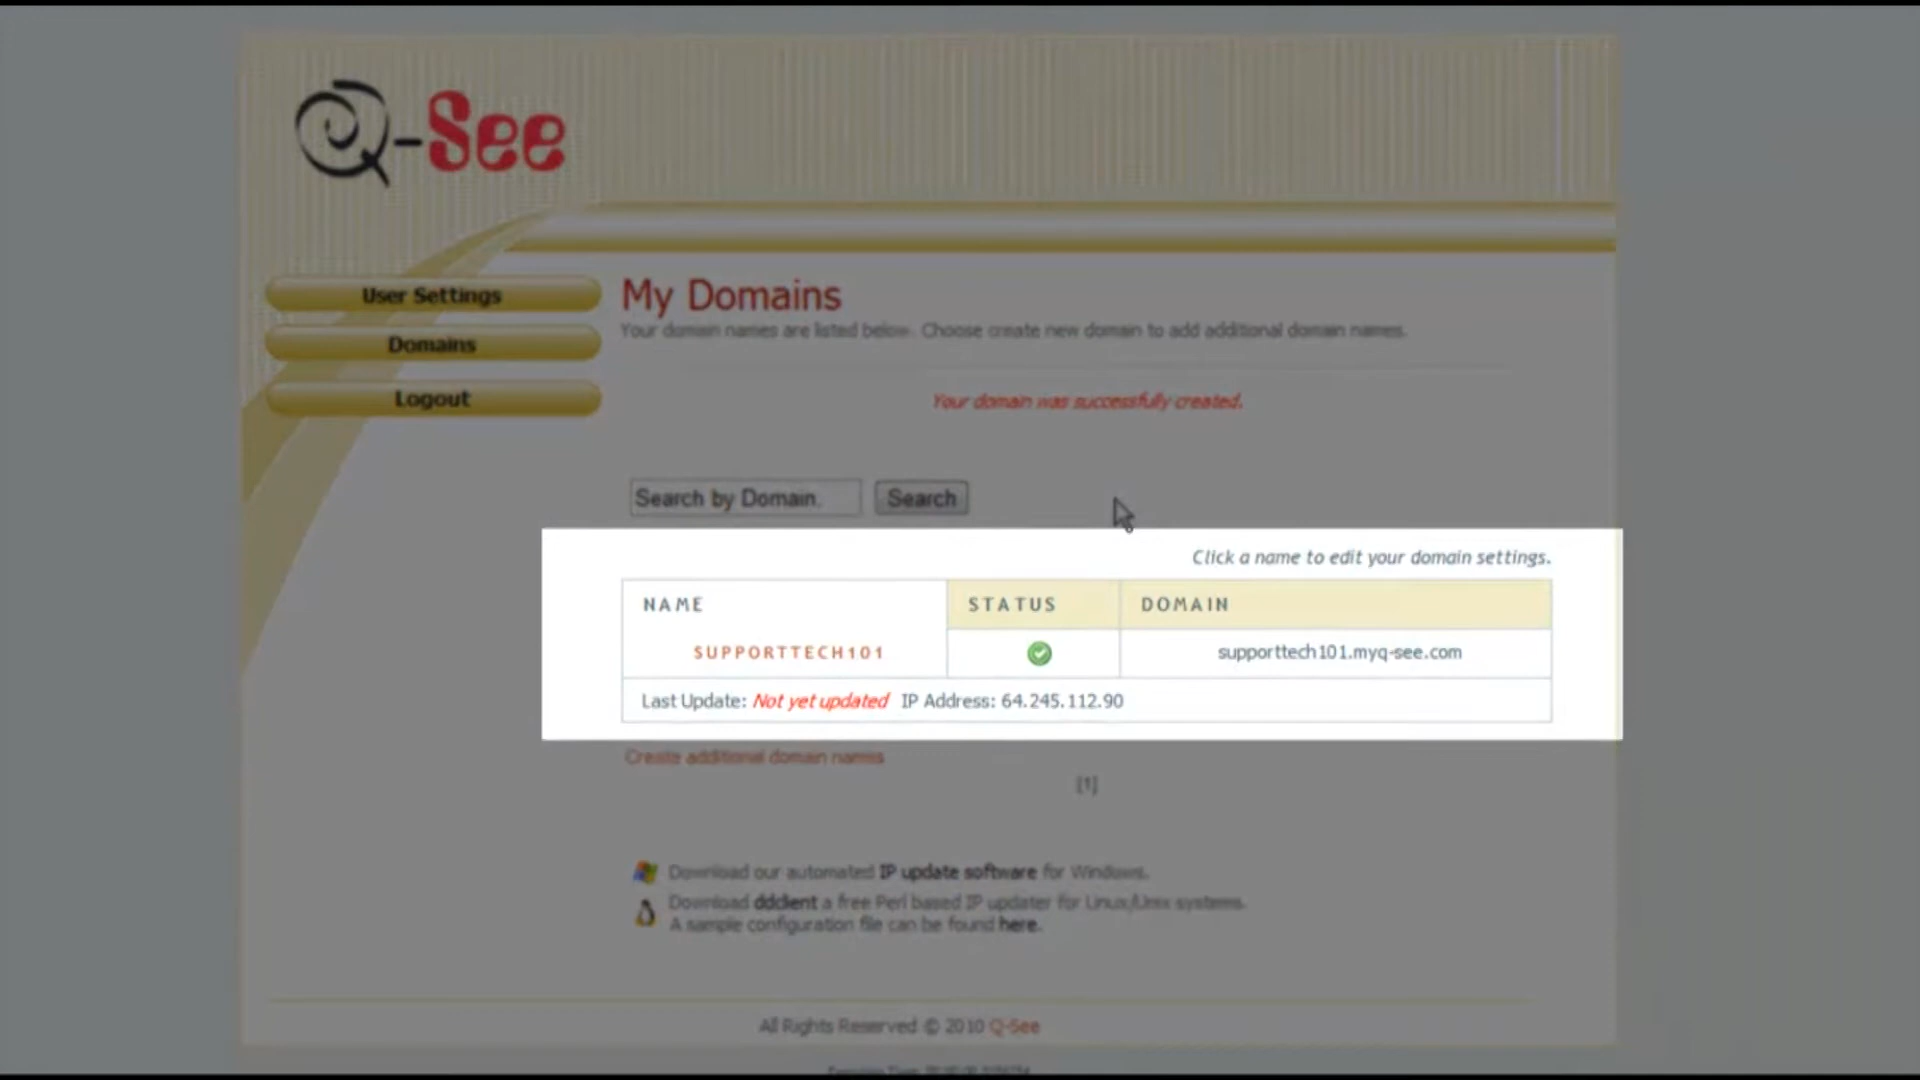 Q-See
User Settings
Domains
Logout
My Domains
Your domain names are listed below. Choose create new domain to add additional domain names.
Your domain was successfully created.
Search by Domain. Search
Click a name to edit your domain settings.
NAME STATUS DOMAIN
SUPPORTTECH101 supporttech101.myq-see.com
Last Update: Not yet updated IP Address: 64.245.112.90
Create additional domain names
[1]
Download our automated IP update software for Windows.
Download ddclient a free Perl based IP updater for Linux/Unix systems.
A sample configuration file can be found here.
All Rights Reserved © 2010 Q-See